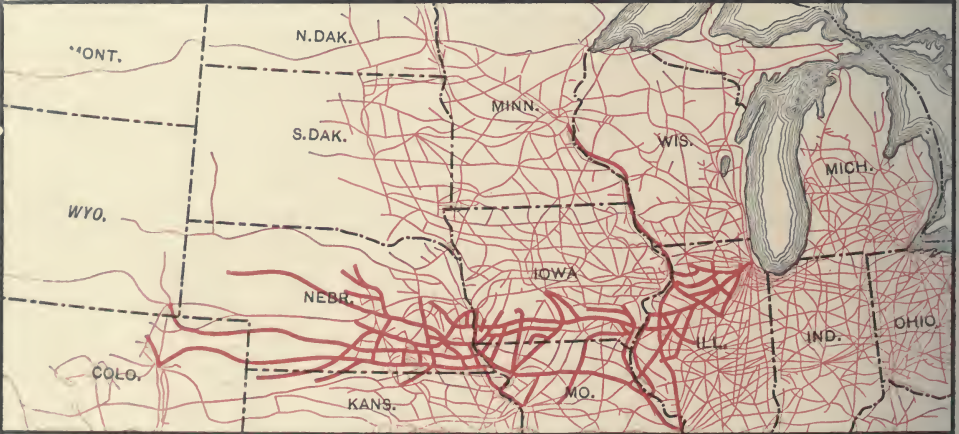 MONT.
N.DAK.
MINN.
S.DAK.
WIS.
MICH.
WYO.
IOWA
NEBR.
ILL.
IND.
OHIO.
COLO.
KANS.
MO.